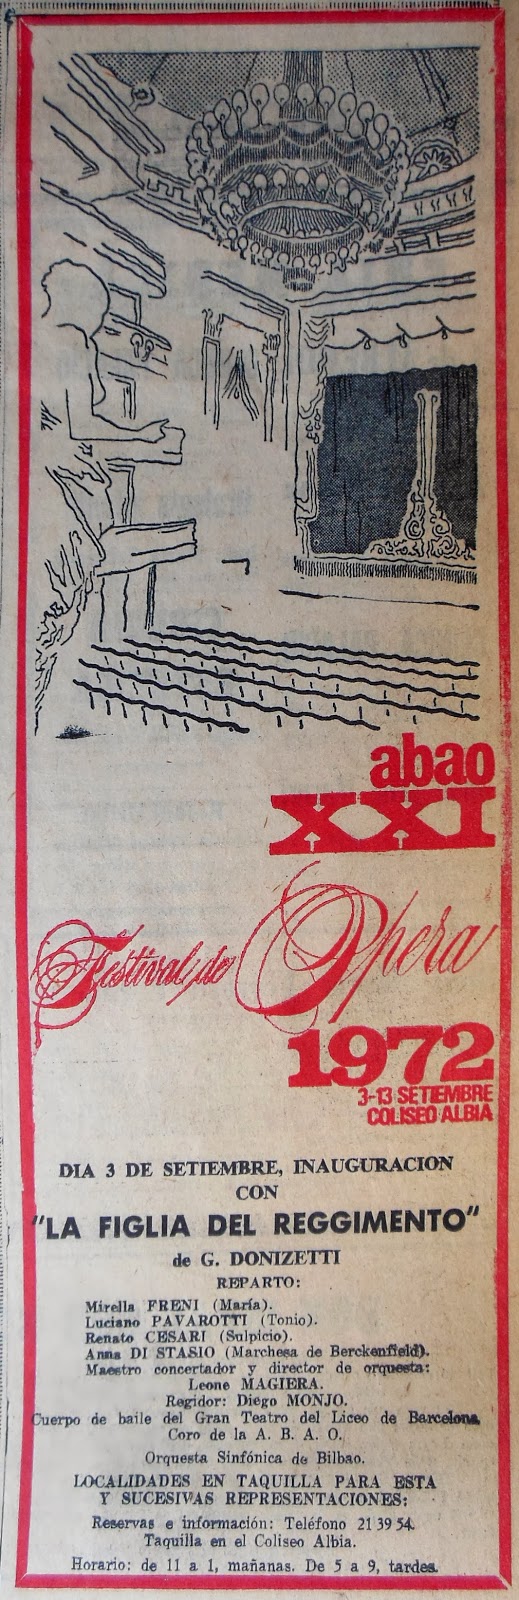 abao
XXI
Festival de Opera
1972
3-13 SETIEMBRE
COLISEO ALBIA
DIA 3 DE SETIEMBRE, INAUGURACION
CON
"LA FIGLIA DEL REGGIMENTO"
de G. DONIZETTI
REPARTO:
Mirella FRENI (María).
Luciano PAVAROTTI (Tonio).
Renato CESARI (Sulpicio).
Anna DI STASIO (Marchesa de Berckenfield).
Maestro concertador y director de orquesta:
Leone MAGIERA.
Regidor: Diego MONJO.
Cuerpo de baile del Gran Teatro del Liceo de Barcelona
Coro de la A. B. A. O.
Orquesta Sinfónica de Bilbao.
LOCALIDADES EN TAQUILLA PARA ESTA
Y SUCESIVAS REPRESENTACIONES:
Reservas e información: Teléfono 21 39 54.
Taquilla en el Coliseo Albia.
Horario: de 11 a 1, mañanas. De 5 a 9, tardes.